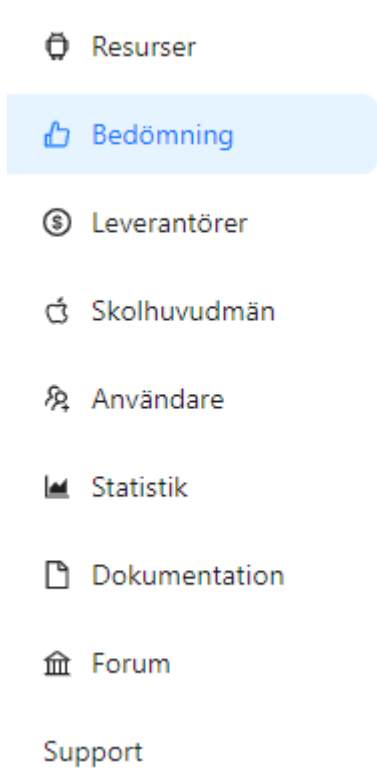 Resurser
Bedömning
Leverantörer
Skolhuvudmän
Användare
Statistik
Dokumentation
Forum
Support